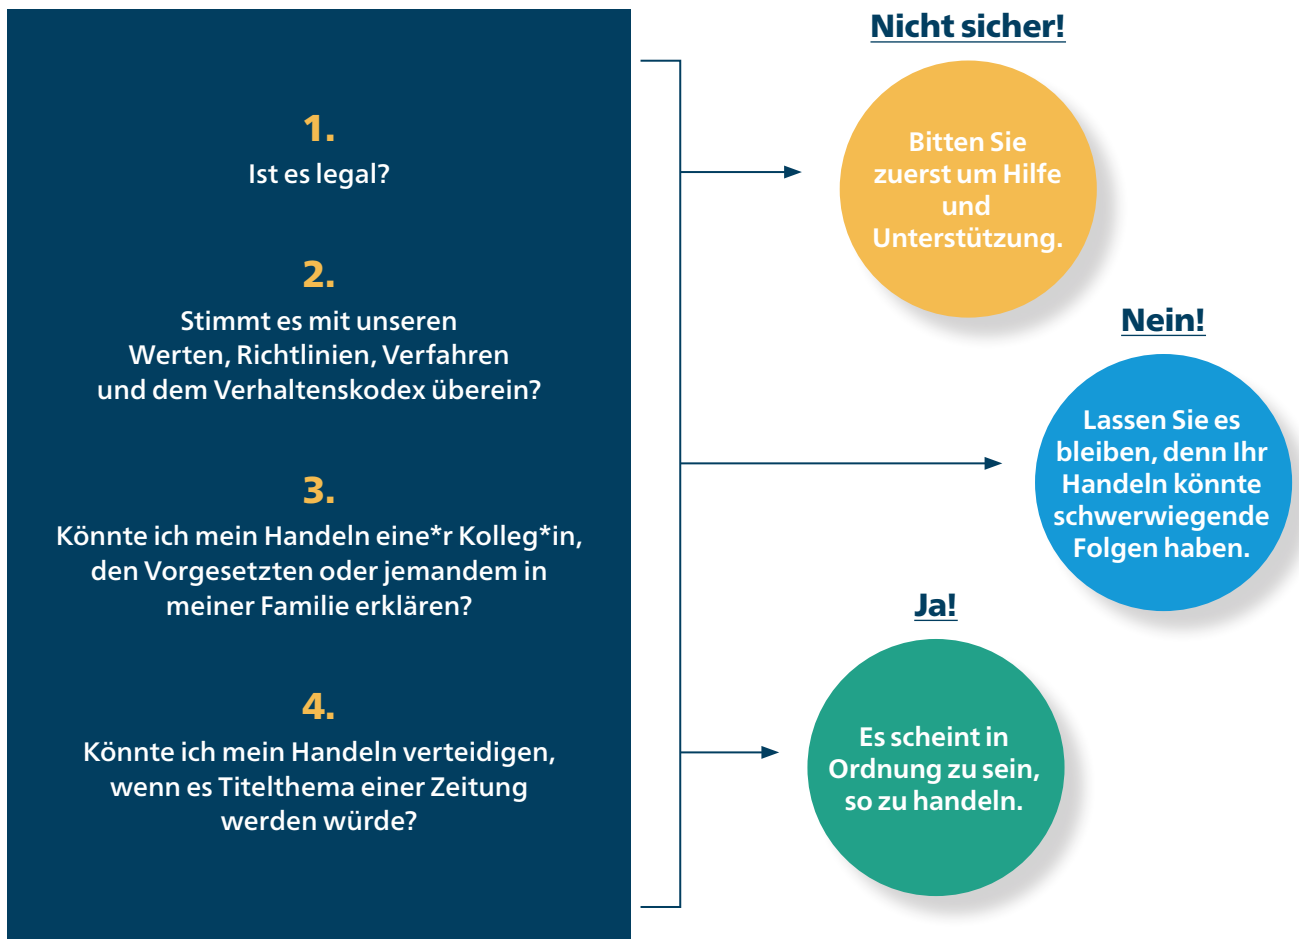 1.
Ist es legal?
2.
Stimmt es mit unseren
Werten, Richtlinien, Verfahren
und dem Verhaltenskodex überein?
3.
Könnte ich mein Handeln eine*r Kolleg*in,
den Vorgesetzten oder jemandem in
meiner Familie erklären?
4.
Könnte ich mein Handeln verteidigen,
wenn es Titelthema einer Zeitung
werden würde?
Nicht sicher!
Bitten Sie
zuerst um Hilfe
und
Unterstützung.
Nein!
Lassen Sie es
bleiben, denn Ihr
Handeln könnte
schwerwiegende
Folgen haben.
Ja!
Es scheint in
Ordnung zu sein,
so zu handeln.